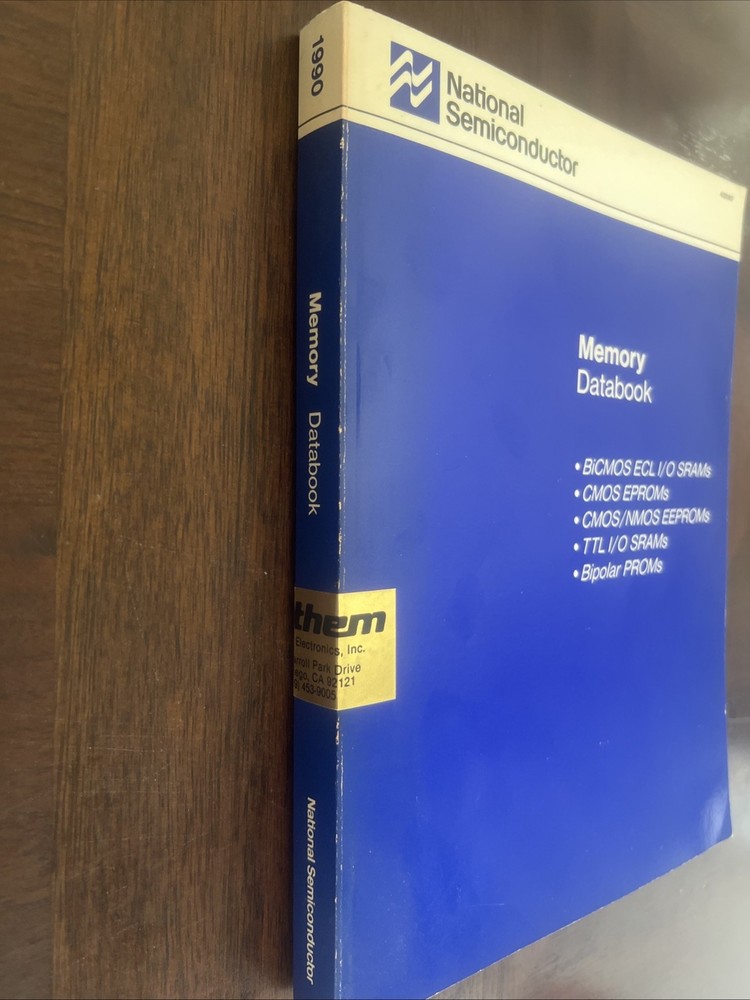 1990
Memory Databook
National Semiconductor
National
Semiconductor
Memory
Databook
• BiCMOS ECL I/O SRAMs
• CMOS EPROMs
• CMOS/NMOS EEPROMs
• TTL I/O SRAMs
• Bipolar PROMs
them
Electronics, Inc.
Park Drive
CA 92121
453-9005